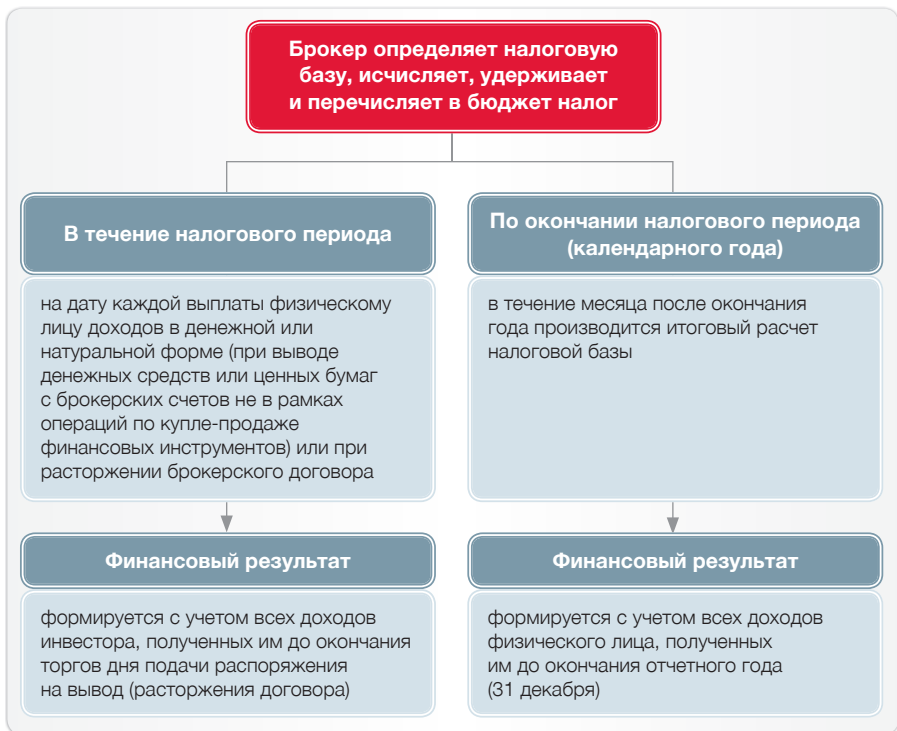 Брокер определяет налоговую
базу, исчисляет, удерживает
и перечисляет в бюджет налог
В течение налогового периода
на дату каждой выплаты физическому
лицу доходов в денежной или
натуральной форме (при выводе
денежных средств или ценных бумаг
с брокерских счетов не в рамках
операций по купле-продаже
финансовых инструментов) или при
расторжении брокерского договора
Финансовый результат
формируется с учетом всех доходов
инвестора, полученных им до окончания
торгов дня подачи распоряжения
на вывод (расторжения договора)
По окончании налогового периода
(календарного года)
в течение месяца после окончания
года производится итоговый расчет
налоговой базы
Финансовый результат
формируется с учетом всех доходов
физического лица, полученных
им до окончания отчетного года
(31 декабря)